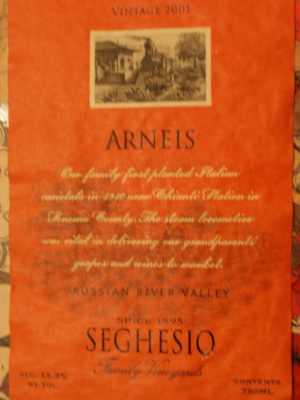 VINTAGE 2001
ARNEIS
Our family first planted Italian
varietals in 1910 near Chianti Station in
Sonoma County. The steam locomotive
was vital in delivering our grandparents'
grapes and wines to market.
RUSSIAN RIVER VALLEY
SINCE 1895
SEGHESIO
Family Vineyards
ALC. 13.5%
BY VOL.
CONTENTS
750ML